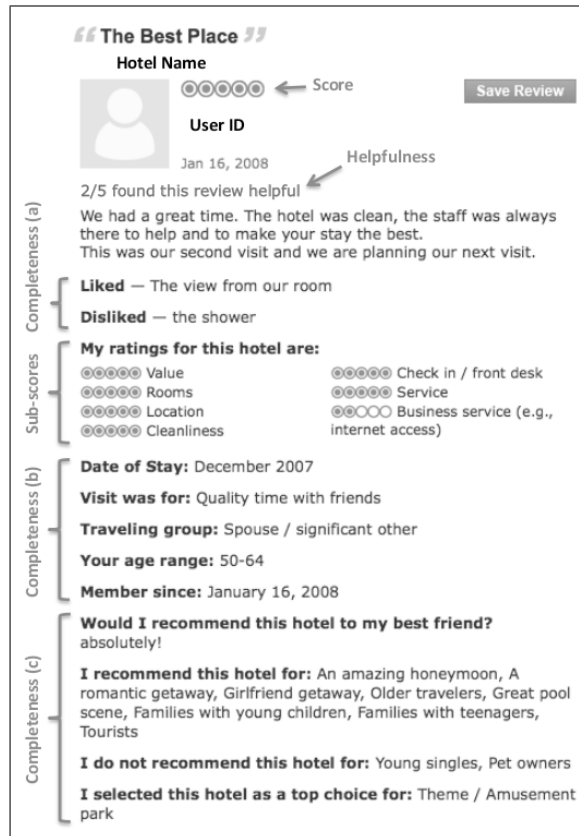 “ The Best Place ”
Hotel Name
Score
Save Review
User ID
Jan 16, 2008
Helpfulness
2/5 found this review helpful
Completeness (a)
We had a great time. The hotel was clean, the staff was always
there to help and to make your stay the best.
This was our second visit and we are planning our next visit.
Liked — The view from our room
Disliked — the shower
Sub-scores
My ratings for this hotel are:
Value
Check in / front desk
Rooms
Service
Location
Business service (e.g.,
internet access)
Cleanliness
Completeness (b)
Date of Stay: December 2007
Visit was for: Quality time with friends
Traveling group: Spouse / significant other
Your age range: 50-64
Member since: January 16, 2008
Completeness (c)
Would I recommend this hotel to my best friend?
absolutely!
I recommend this hotel for: An amazing honeymoon, A
romantic getaway, Girlfriend getaway, Older travelers, Great pool
scene, Families with young children, Families with teenagers,
Tourists
I do not recommend this hotel for: Young singles, Pet owners
I selected this hotel as a top choice for: Theme / Amusement
park